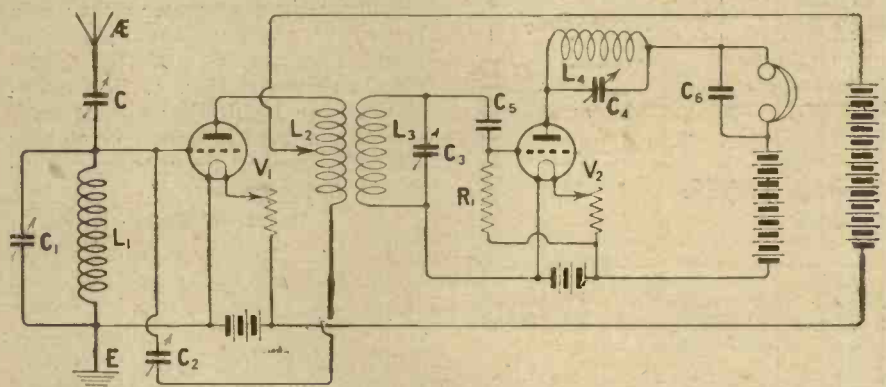 Æ
C
C₁
L₁
E
C₂
V₁
L₂
L₃
C₃
C₅
R₁
V₂
L₄
C₄
C₆